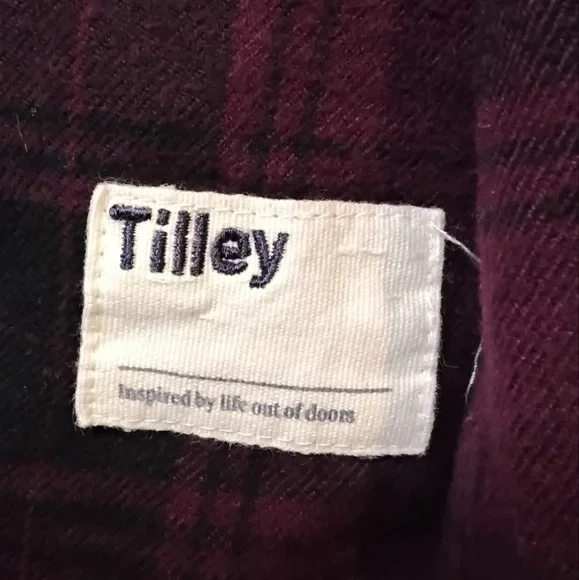 Tilley
Inspired by life out of doors